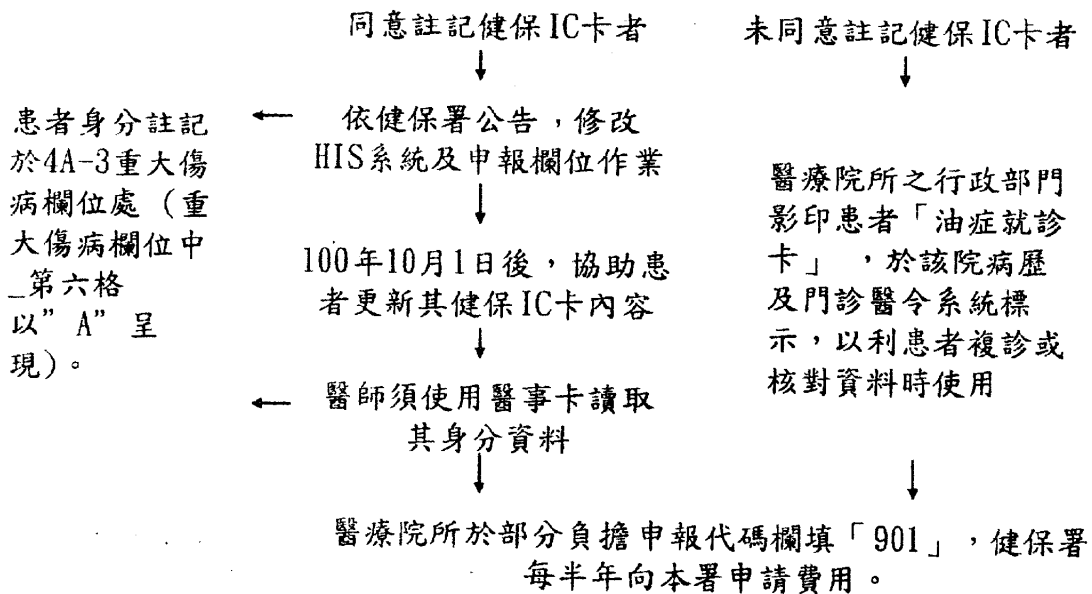 同意註記健保IC卡者
未同意註記健保IC卡者
患者身分註記
於4A-3重大傷
病欄位處（重
大傷病欄位中
_第六格
以”A”呈
現）。
依健保署公告，修改
HIS系統及申報欄位作業
100年10月1日後，協助患
者更新其健保IC卡內容
醫師須使用醫事卡讀取
其身分資料
醫療院所之行政部門
影印患者「油症就診
卡」，於該院病歷
及門診醫令系統標
示，以利患者複診或
核對資料時使用
醫療院所於部分負擔申報代碼欄填「901」，健保署
每半年向本署申請費用。